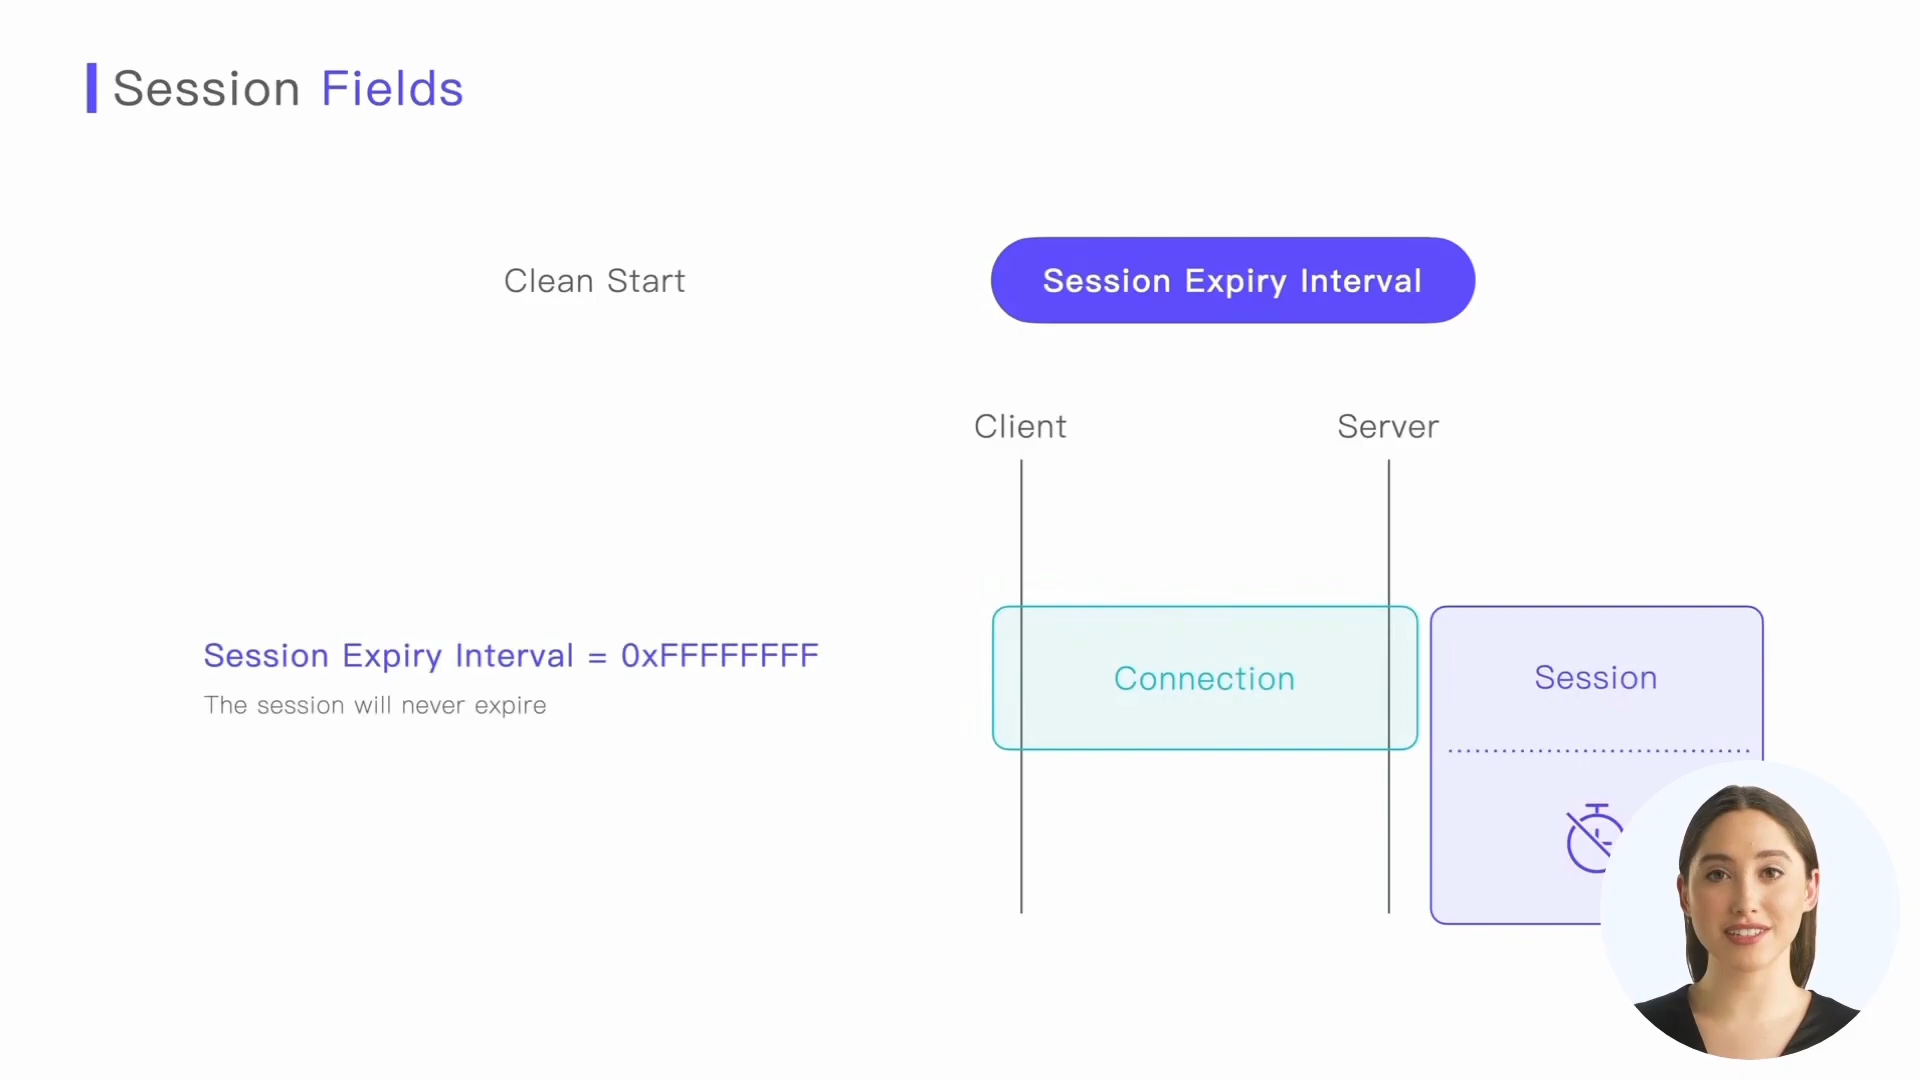 Session Fields
Clean Start
Session Expiry Interval
Client
Server
Session Expiry Interval = 0xFFFFFFFF
The session will never expire
Connection
Session